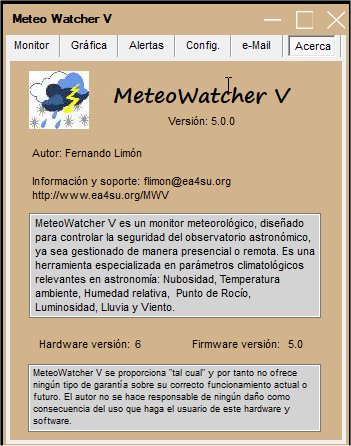 Meteo Watcher V
Monitor Gráfica Alertas Config. e-Mail Acerca
MeteoWatcher V
Versión: 5.0.0
Autor: Fernando Limón
Información y soporte: flimon@ea4su.org
http://www.ea4su.org/MWV
MeteoWatcher V es un monitor meteorológico, diseñado
para controlar la seguridad del observatorio astronómico,
ya sea gestionado de manera presencial o remota. Es una
herramienta especializada en parámetros climatológicos
relevantes en astronomía: Nubosidad, Temperatura
ambiente, Humedad relativa, Punto de Rocío,
Luminosidad, Lluvia y Viento.
Hardware versión: 6 Firmware versión: 5.0
MeteoWatcher V se proporciona "tal cual" y por tanto no ofrece
ningún tipo de garantía sobre su correcto funcionamiento actual o
futuro. El autor no se hace responsable de ningún daño como
consecuencia del uso que haga el usuario de este hardware y
software.